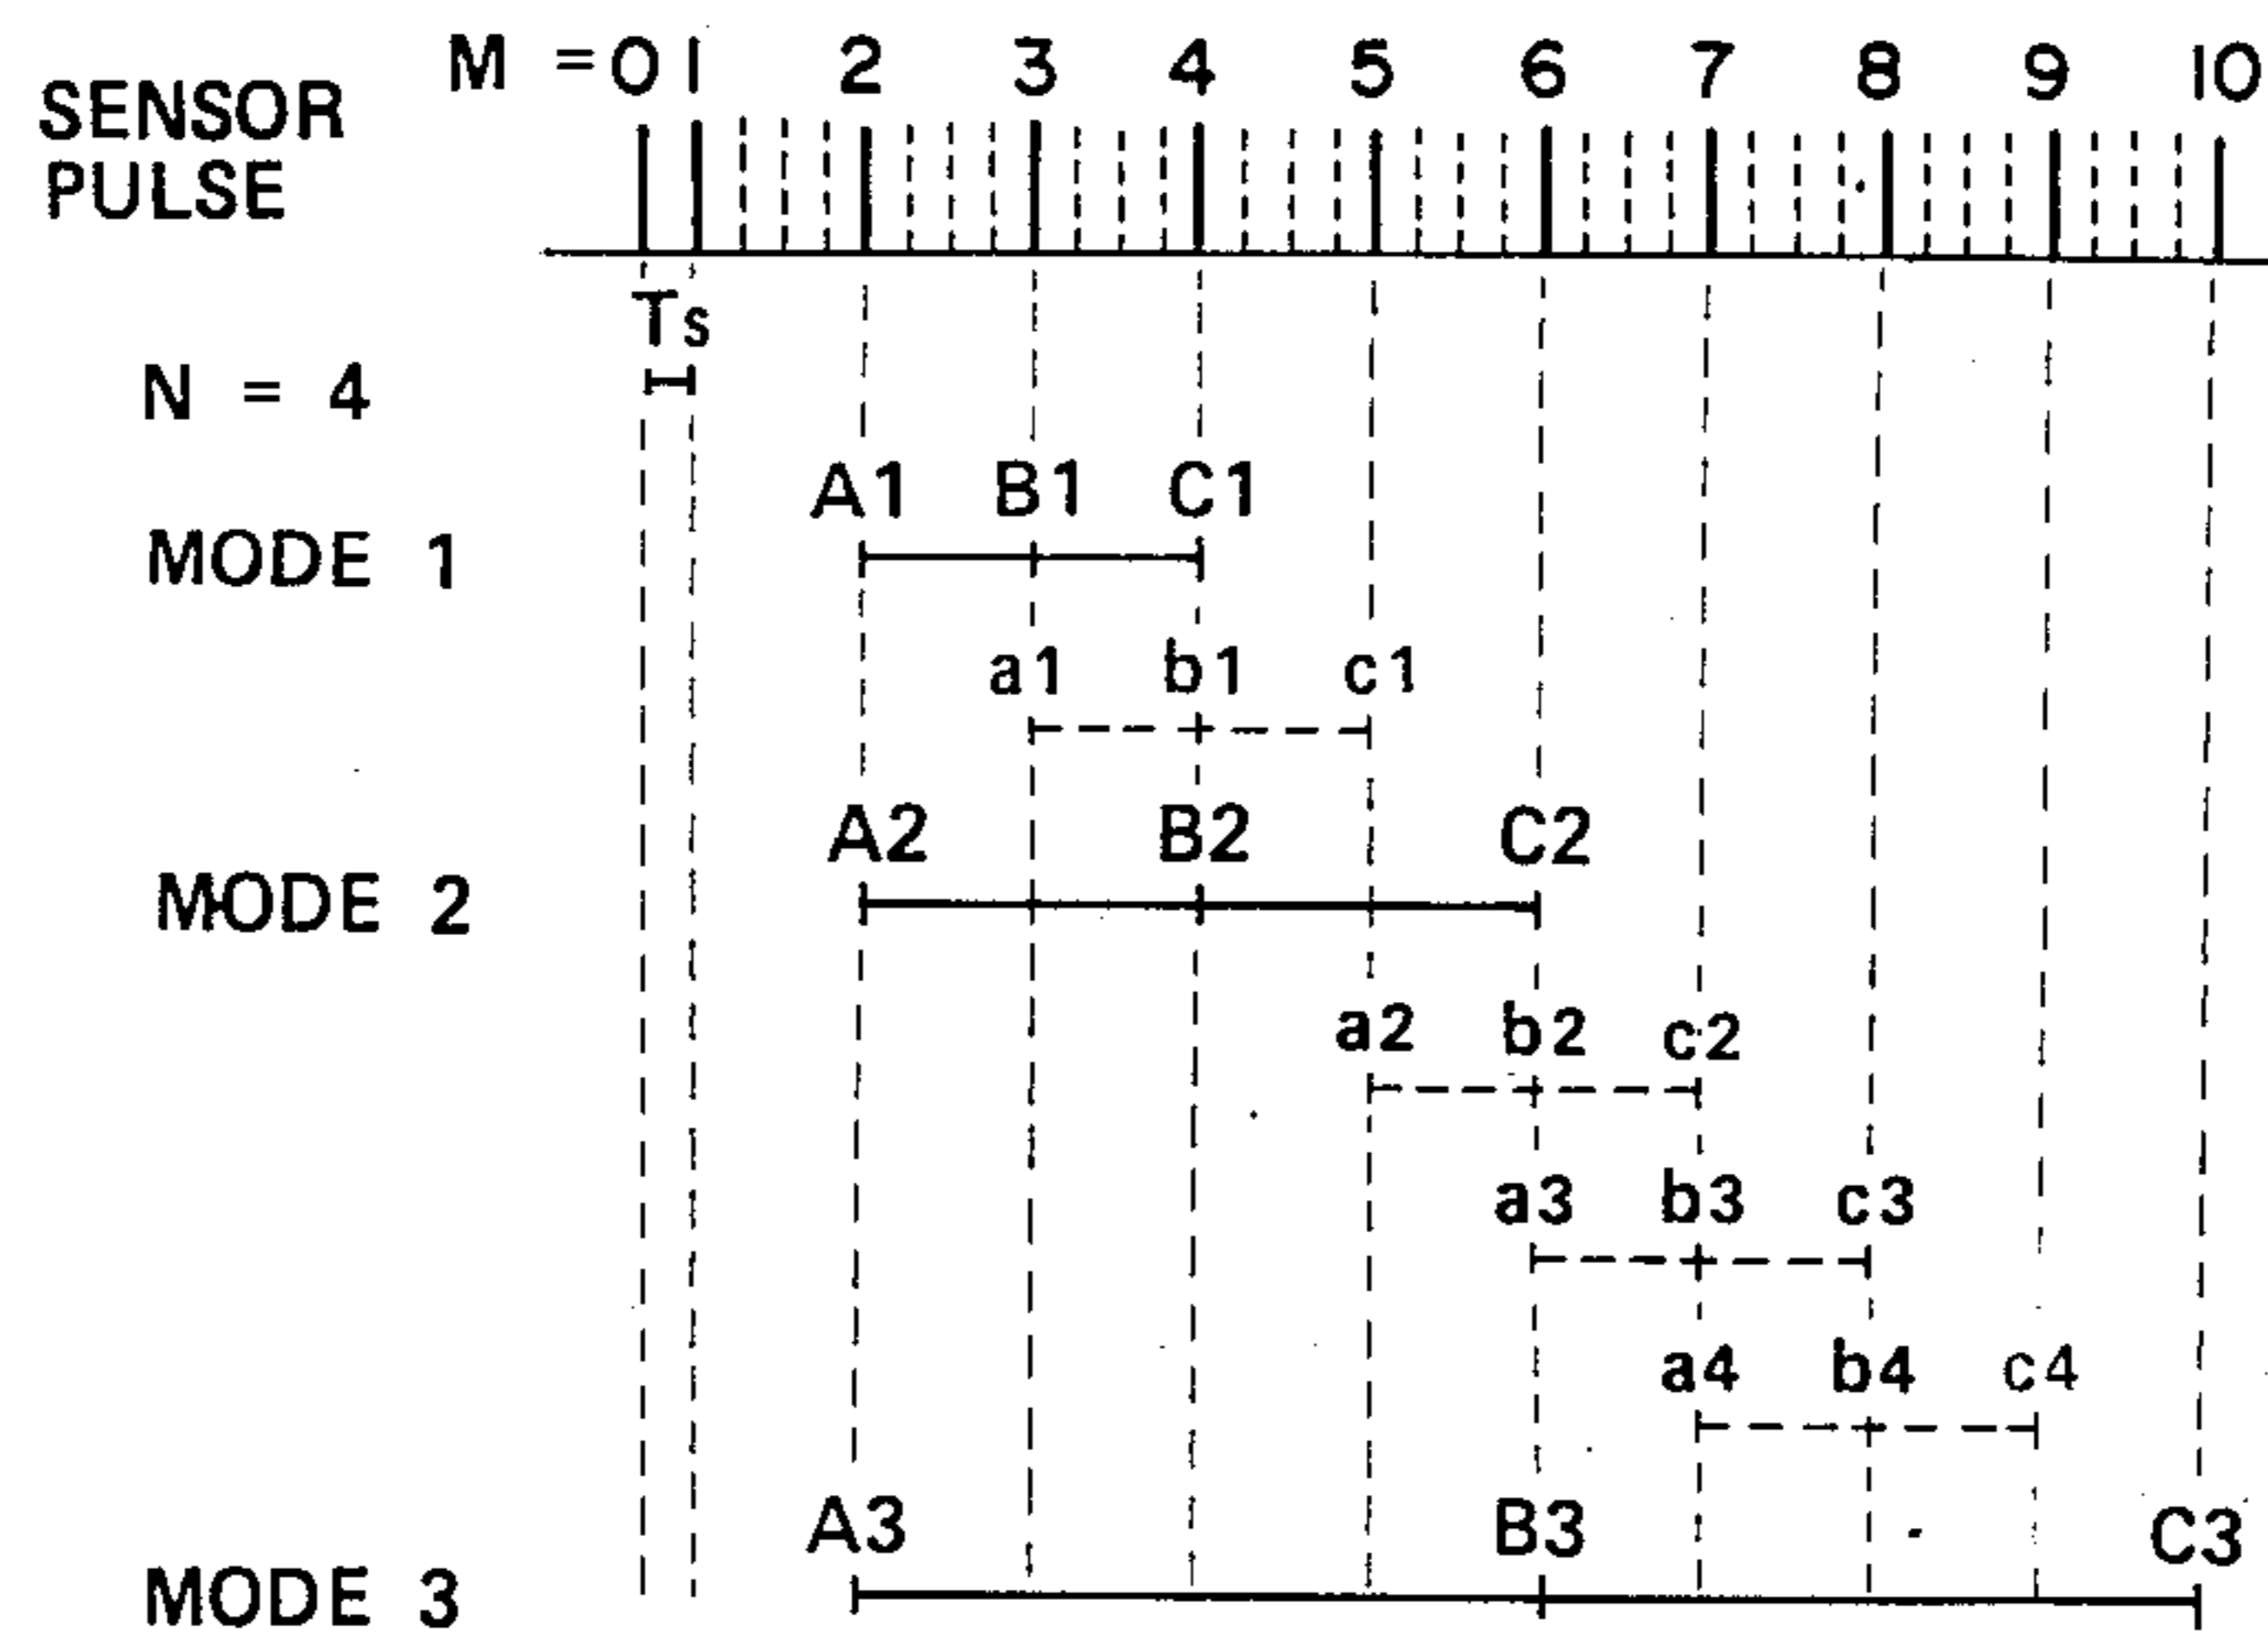 M = 0 1 2 3 4 5 6 7 8 9 10
SENSOR
PULSE
Ts
N = 4
A1 B1 C1
MODE 1
a1 b1 c1
A2 B2 C2
MODE 2
a2 b2 c2
a3 b3 c3
a4 b4 c4
A3 B3 C3
MODE 3